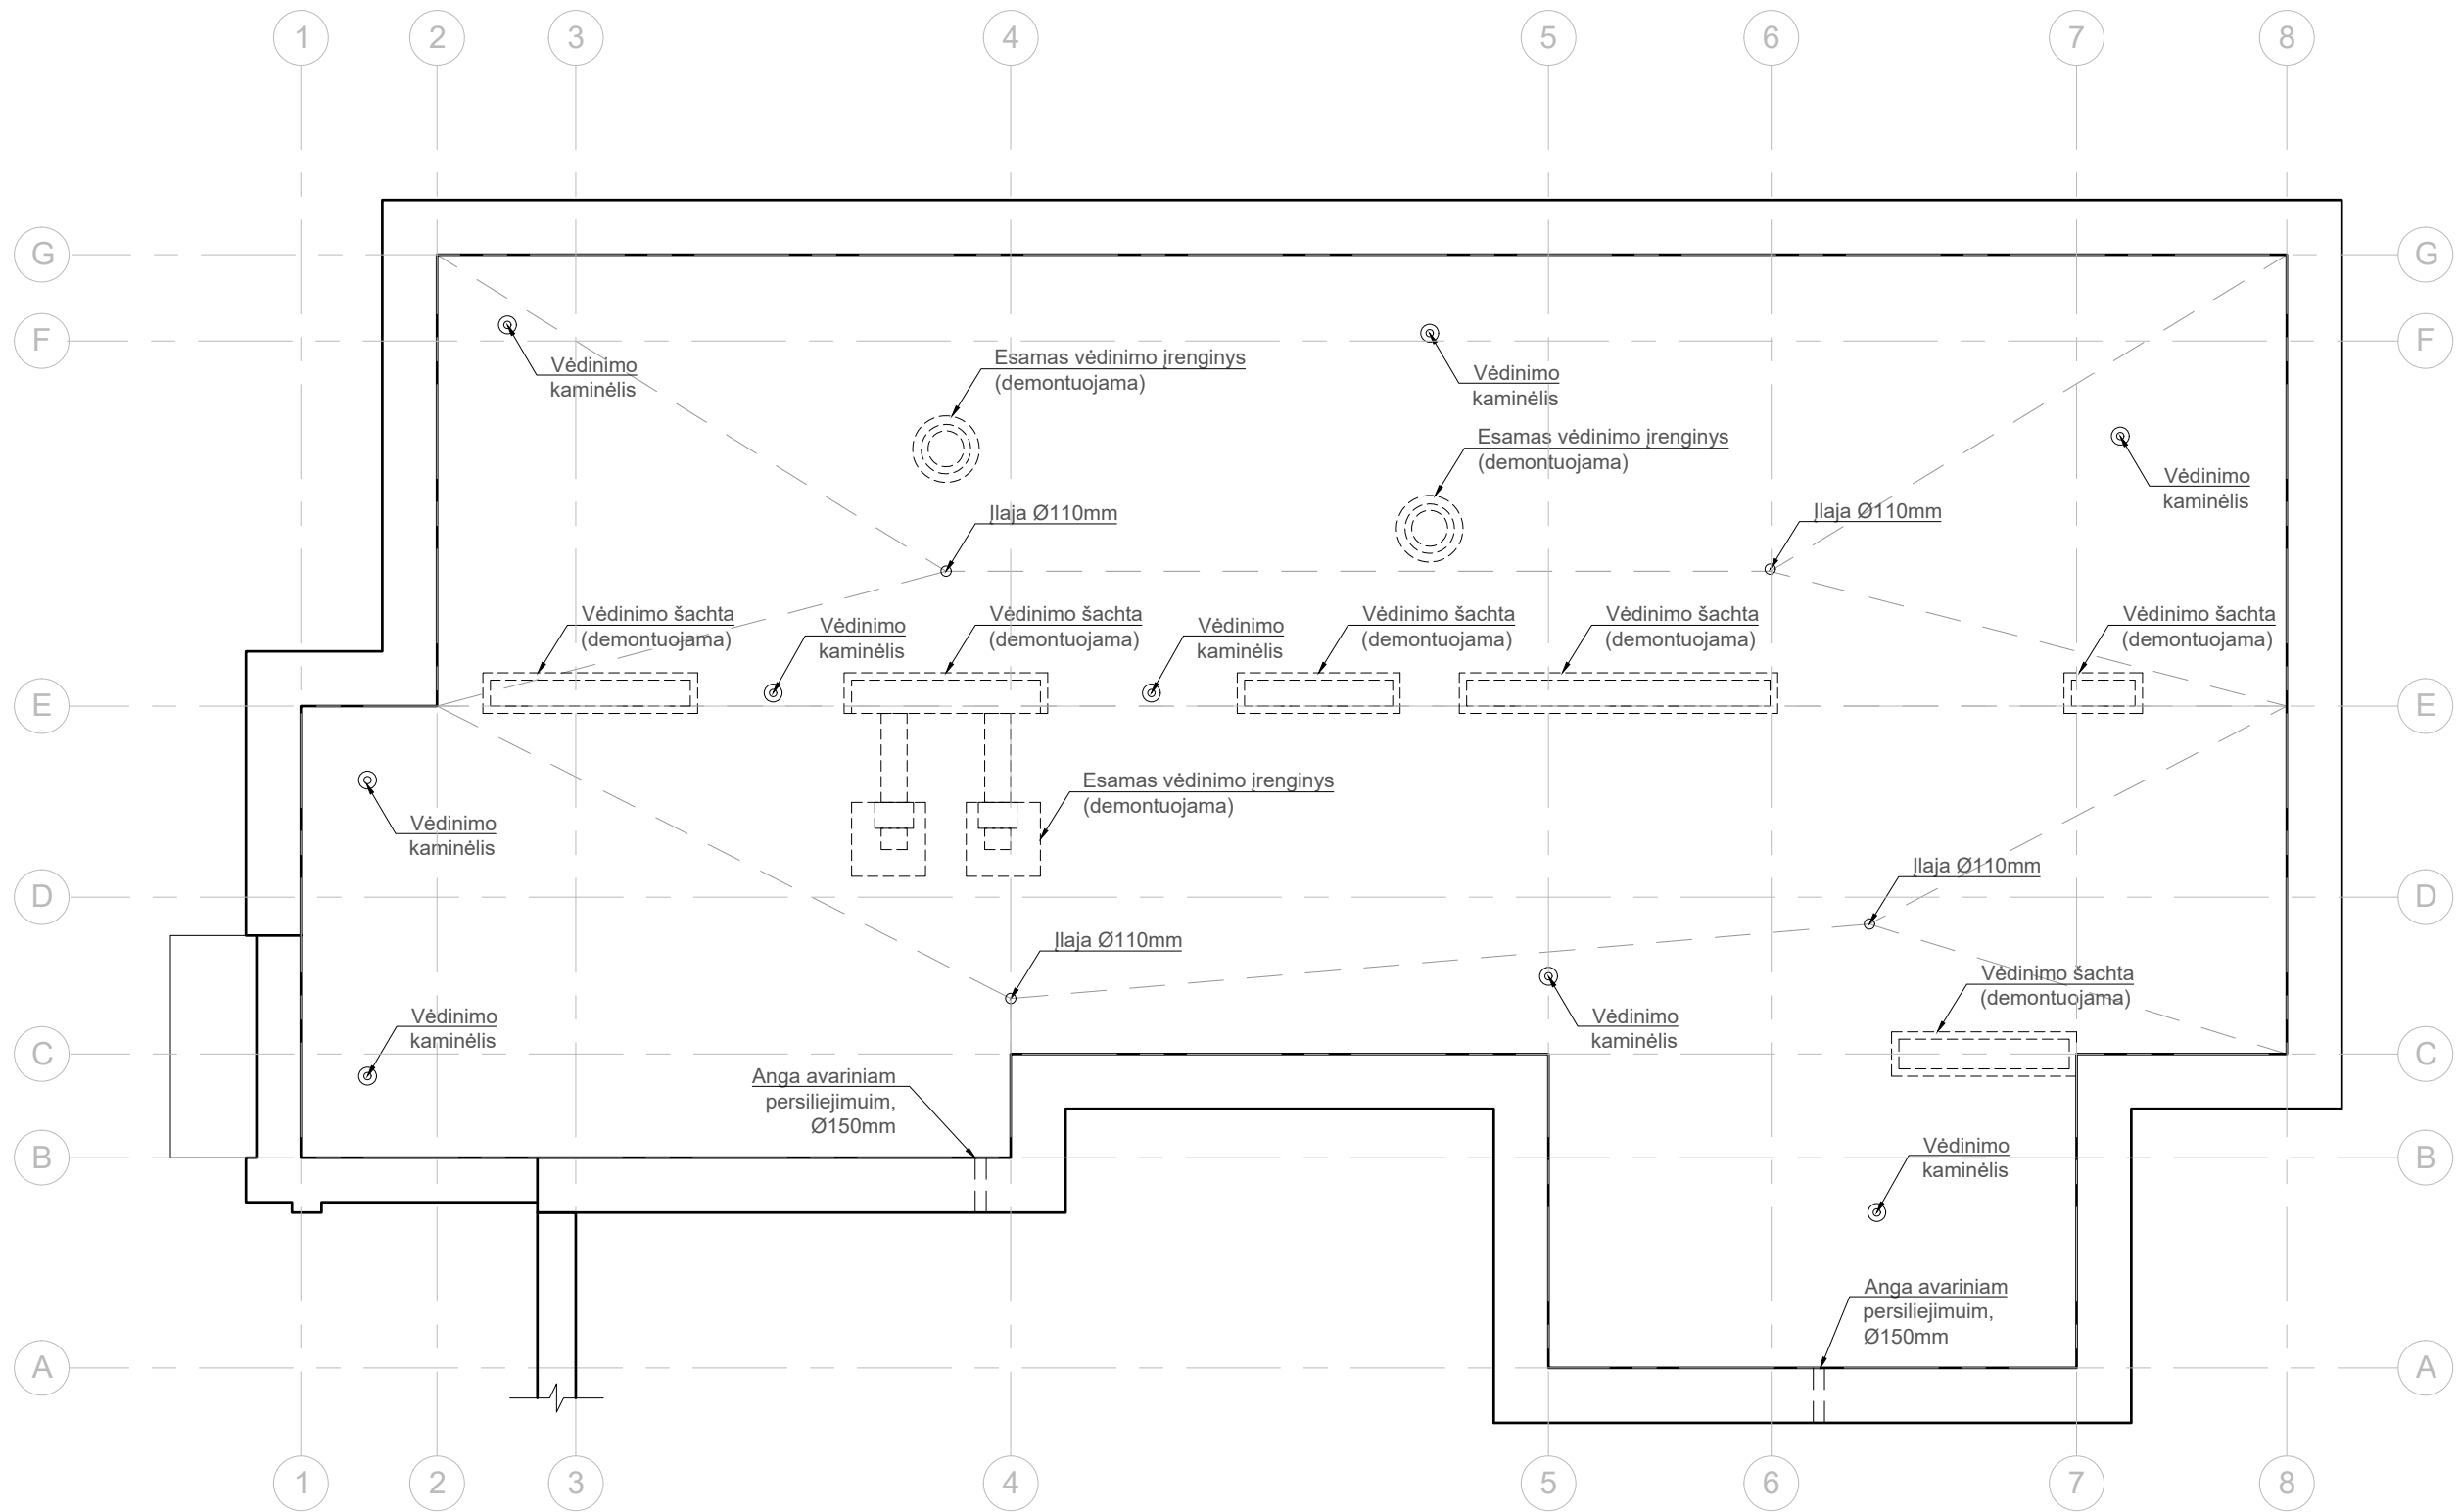 1 2 3 4 5 6 7 8
G G
F F
Vėdinimo
kaminėlis
Esamas vėdinimo įrenginys
(demontuojama)
Vėdinimo
kaminėlis
Esamas vėdinimo įrenginys
(demontuojama)
Vėdinimo
kaminėlis
Įlaja Ø110mm
Įlaja Ø110mm
Vėdinimo šachta
(demontuojama)
Vėdinimo
kaminėlis
Vėdinimo šachta
(demontuojama)
Vėdinimo
kaminėlis
Vėdinimo šachta
(demontuojama)
Vėdinimo šachta
(demontuojama)
Vėdinimo šachta
(demontuojama)
E E
Vėdinimo
kaminėlis
Esamas vėdinimo įrenginys
(demontuojama)
Įlaja Ø110mm
D D
Įlaja Ø110mm
Vėdinimo šachta
(demontuojama)
Vėdinimo
kaminėlis
Vėdinimo
kaminėlis
C C
Anga avariniam
persiliejimuim,
Ø150mm
B B
Vėdinimo
kaminėlis
Anga avariniam
persiliejimuim,
Ø150mm
A A
1 2 3 4 5 6 7 8